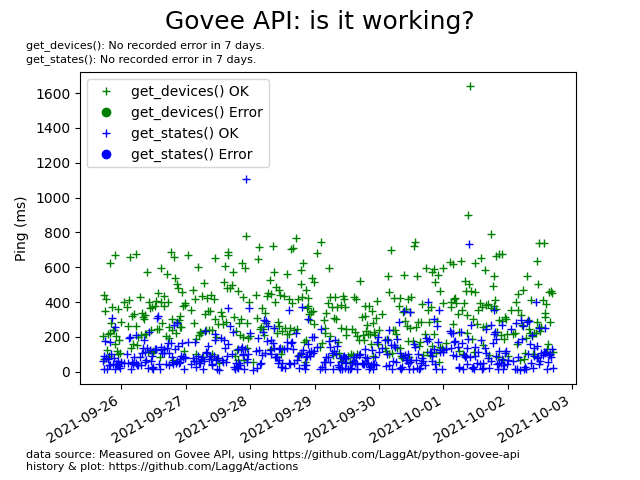 Govee API: is it working?
get_devices(): No recorded error in 7 days.
get_states(): No recorded error in 7 days.
get_devices() OK
get_devices() Error
get_states() OK
get_states() Error
Ping (ms)
1600
1400
1200
1000
800
600
400
200
0
2021-09-26
2021-09-27
2021-09-28
2021-09-29
2021-09-30
2021-10-01
2021-10-02
2021-10-03
data source: Measured on Govee API, using https://github.com/LaggAt/python-govee-api
history & plot: https://github.com/LaggAt/actions